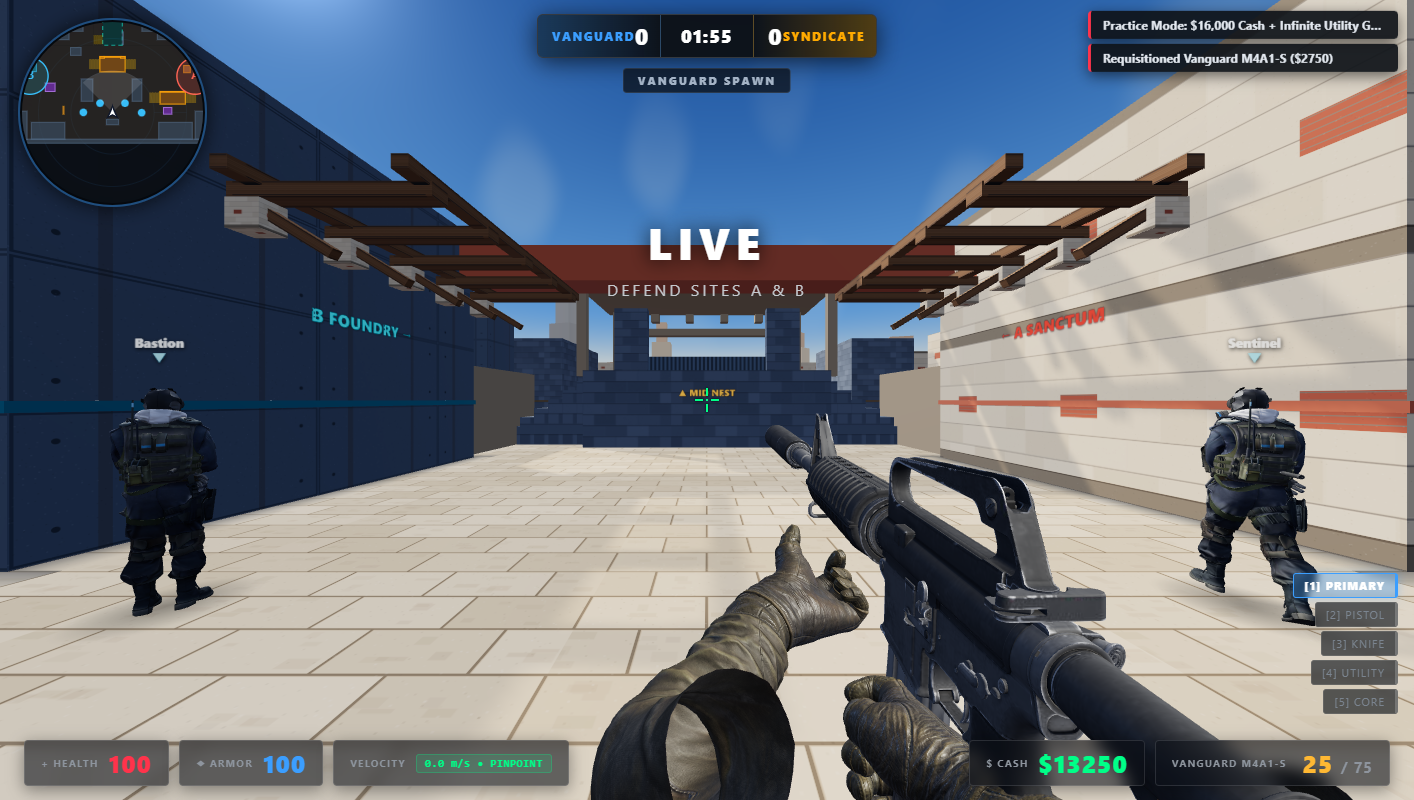 VANGUARD 0
01:55
0 SYNDICATE
VANGUARD SPAWN
Practice Mode: $16,000 Cash + Infinite Utility G...
Requisitioned Vanguard M4A1-S ($2750)
B
A
LIVE
DEFEND SITES A & B
B FOUNDRY
A SANCTUM
Bastion
Sentinel
▲ MID NEST
[1] PRIMARY
[2] PISTOL
[3] KNIFE
[4] UTILITY
[5] CORE
+ HEALTH 100
◆ ARMOR 100
VELOCITY 0.0 m/s • PINPOINT
$ CASH $13250
VANGUARD M4A1-S 25 / 75